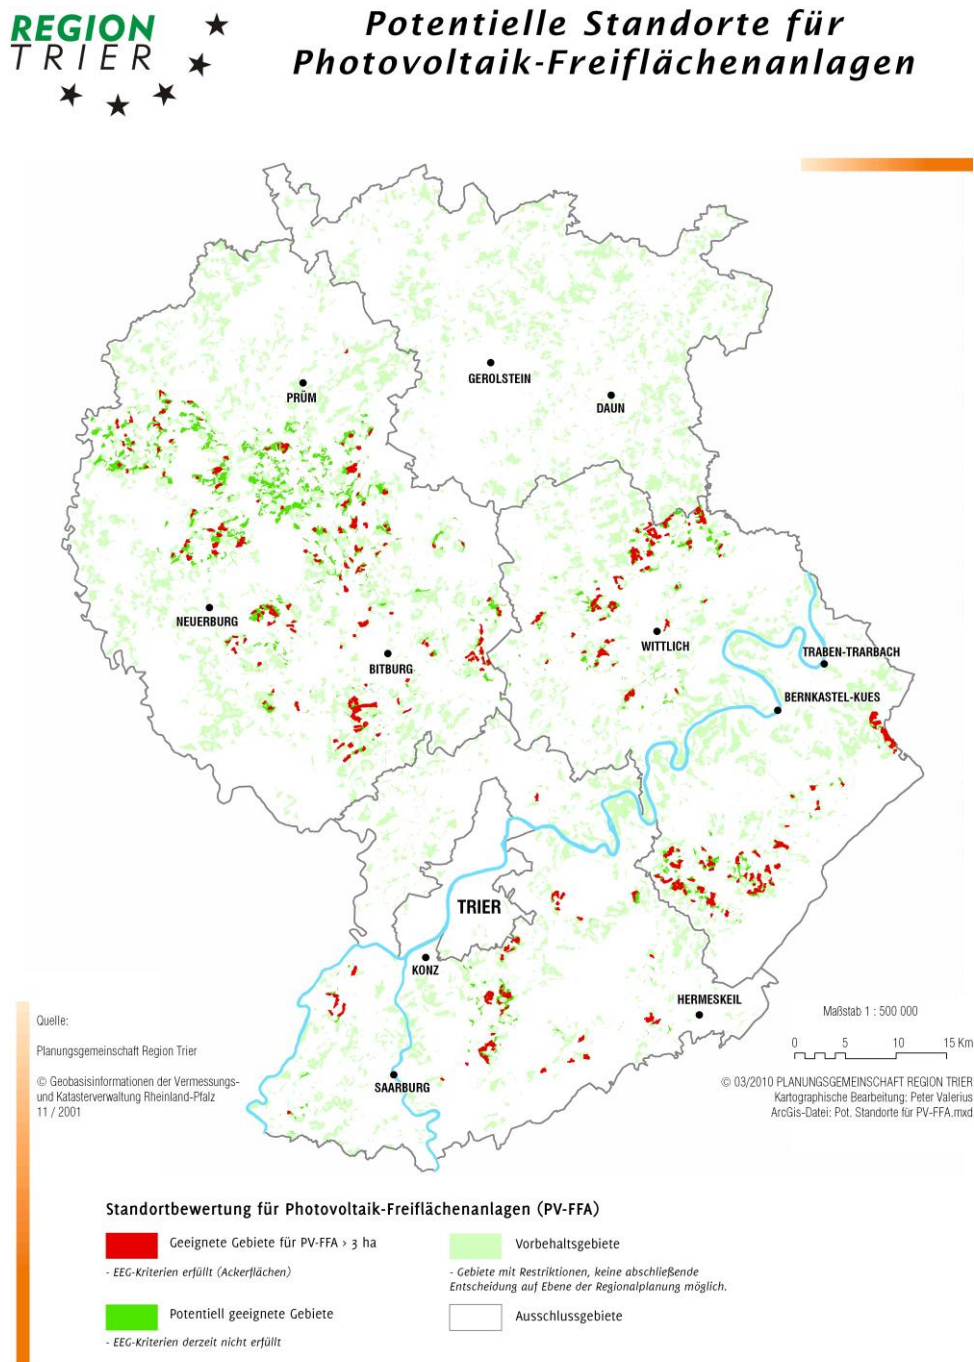 REGION
TRIER
Potentielle Standorte für
Photovoltaik-Freiflächenanlagen
GEROLSTEIN
PRÜM
DAUN
NEUERBURG
WITTLICH
TRABEN-TRARBACH
BITBURG
BERNKASTEL-KUES
TRIER
KONZ
HERMESKEIL
SAARBURG
Quelle:
Planungsgemeinschaft Region Trier
© Geobasisinformationen der Vermessungs-
und Katasterverwaltung Rheinland-Pfalz
11 / 2001
Maßstab 1 : 500 000
0 5 10 15 Km
© 03/2010 PLANUNGSGEMEINSCHAFT REGION TRIER
Kartographische Bearbeitung: Peter Valerius
ArcGis-Datei: Pot. Standorte für PV-FFA.mxd
Standortbewertung für Photovoltaik-Freiflächenanlagen (PV-FFA)
Geeignete Gebiete für PV-FFA > 3 ha
- EEG-Kriterien erfüllt (Ackerflächen)
Potentiell geeignete Gebiete
- EEG-Kriterien derzeit nicht erfüllt
Vorbehaltsgebiete
- Gebiete mit Restriktionen, keine abschließende
Entscheidung auf Ebene der Regionalplanung möglich.
Ausschlussgebiete